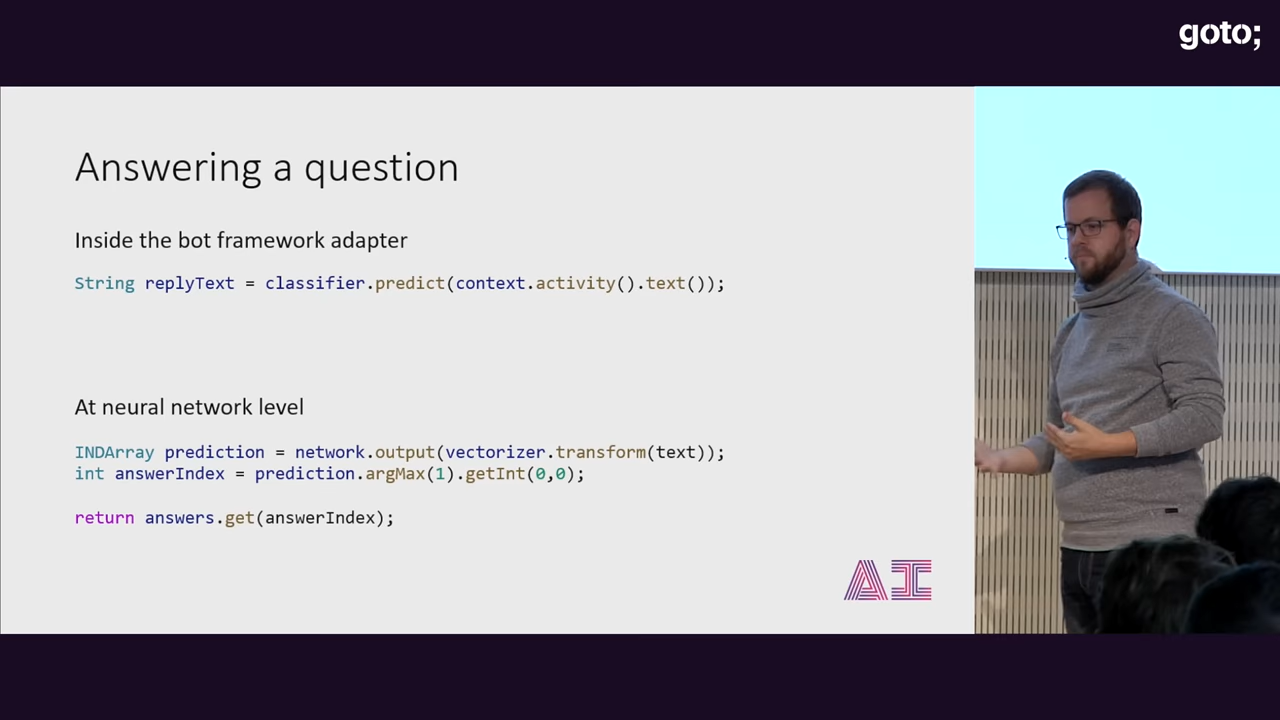 goto;
Answering a question
Inside the bot framework adapter
String replyText = classifier.predict(context.activity().text());
At neural network level
INDArray prediction = network.output(vectorizer.transform(text));
int answerIndex = prediction.argMax(1).getInt(0,0);
return answers.get(answerIndex);
AI